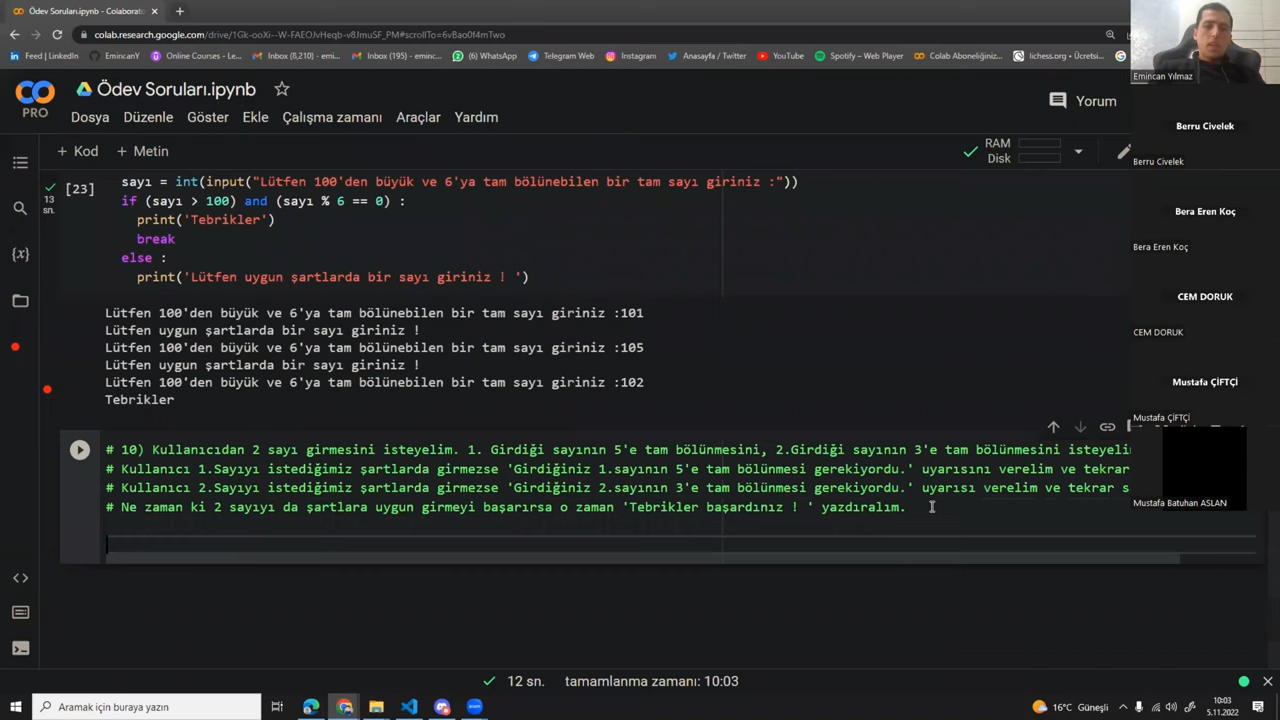 Ödev Soruları.ipynb - Colaborato
colab.research.google.com/drive/
Feed | LinkedIn
EmincanY
Online Courses - Le...
Inbox (8,210) - emi...
Inbox (195) - eminc...
(6) WhatsApp
Telegram Web
Instagram
Anasayfa / Twitter
YouTube
Spotify – Web Player
Colab Aboneliğiniz...
lichess.org • Ücretsi...
Emincan Yılmaz
PRO
Ödev Soruları.ipynb
Yorum
Dosya Düzenle Göster Ekle Çalışma zamanı Araçlar Yardım
+ Kod + Metin
RAM
Disk
Berru Civelek
Berru Civelek
[23]
13
sn.
sayı = int(input("Lütfen 100'den büyük ve 6'ya tam bölünebilen bir tam sayı giriniz :"))
if (sayı > 100) and (sayı % 6 == 0) :
print('Tebrikler')
break
else :
print('Lütfen uygun şartlarda bir sayı giriniz ! ')
Bera Eren Koç
Bera Eren Koç
Lütfen 100'den büyük ve 6'ya tam bölünebilen bir tam sayı giriniz :101
Lütfen uygun şartlarda bir sayı giriniz !
Lütfen 100'den büyük ve 6'ya tam bölünebilen bir tam sayı giriniz :105
Lütfen uygun şartlarda bir sayı giriniz !
Lütfen 100'den büyük ve 6'ya tam bölünebilen bir tam sayı giriniz :102
Tebrikler
CEM DORUK
CEM DORUK
Mustafa ÇİFTÇİ
Mustafa ÇİFTÇİ
# 10) Kullanıcıdan 2 sayı girmesini isteyelim. 1. Girdiği sayının 5'e tam bölünmesini, 2.Girdiği sayının 3'e tam bölünmesini isteyelim
# Kullanıcı 1.Sayıyı istediğimiz şartlarda girmezse 'Girdiğiniz 1.sayının 5'e tam bölünmesi gerekiyordu.' uyarısını verelim ve tekrar
# Kullanıcı 2.Sayıyı istediğimiz şartlarda girmezse 'Girdiğiniz 2.sayının 3'e tam bölünmesi gerekiyordu.' uyarısı verelim ve tekrar s
# Ne zaman ki 2 sayıyı da şartlara uygun girmeyi başarırsa o zaman 'Tebrikler başardınız ! ' yazdıralım.
Mustafa Batuhan ASLAN
12 sn. tamamlanma zamanı: 10:03
Aramak için buraya yazın
16°C Güneşli
10:03
5.11.2022